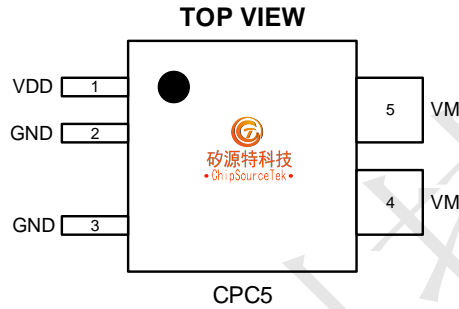 TOP VIEW
VDD 1
GND 2
GND 3
5 VM
4 VM
矽源特科技
•ChipSourceTek•
CPC5